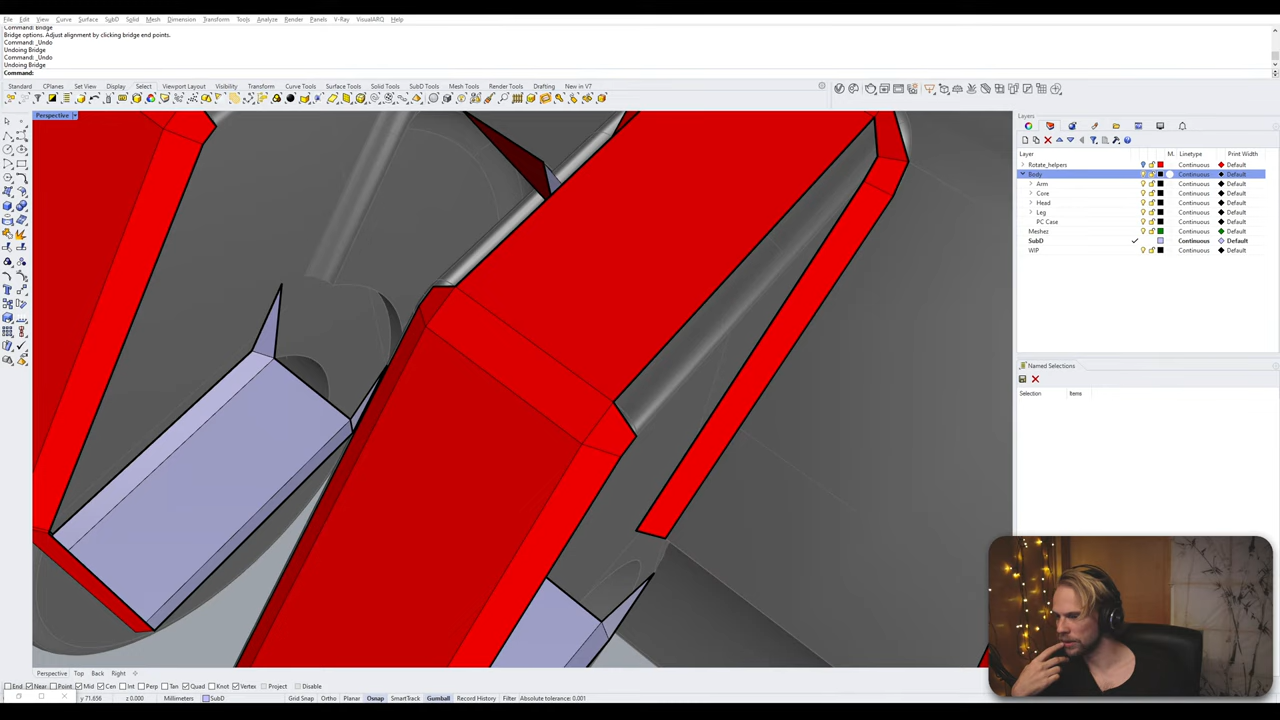 File Edit View Curve Surface SubD Solid Mesh Dimension Transform Tools Analyze Render Panels V-Ray VisualARQ Help
Command: Bridge
Bridge options. Adjust alignment by clicking bridge end points.
Command: _Undo
Undoing Bridge
Command: _Undo
Undoing Bridge
Command:
Standard CPlanes Set View Display Select Viewport Layout Visibility Transform Curve Tools Surface Tools Solid Tools SubD Tools Mesh Tools Render Tools Drafting New in V7
Perspective
Layers
Layer M. Linetype Print Width
Rotate_helpers Continuous Default
Body Continuous Default
Arm Continuous Default
Core Continuous Default
Head Continuous Default
Leg Continuous Default
PC Case Continuous Default
Meshez Continuous Default
SubD Continuous Default
WIP Continuous Default
Named Selections
Selection Items
Perspective Top Back Right
End Near Point Mid Cen Int Perp Tan Quad Knot Vertex Project Disable
y 71.656 z 0.000 Millimeters SubD Grid Snap Ortho Planar Osnap SmartTrack Gumball Record History Filter Absolute tolerance: 0.001